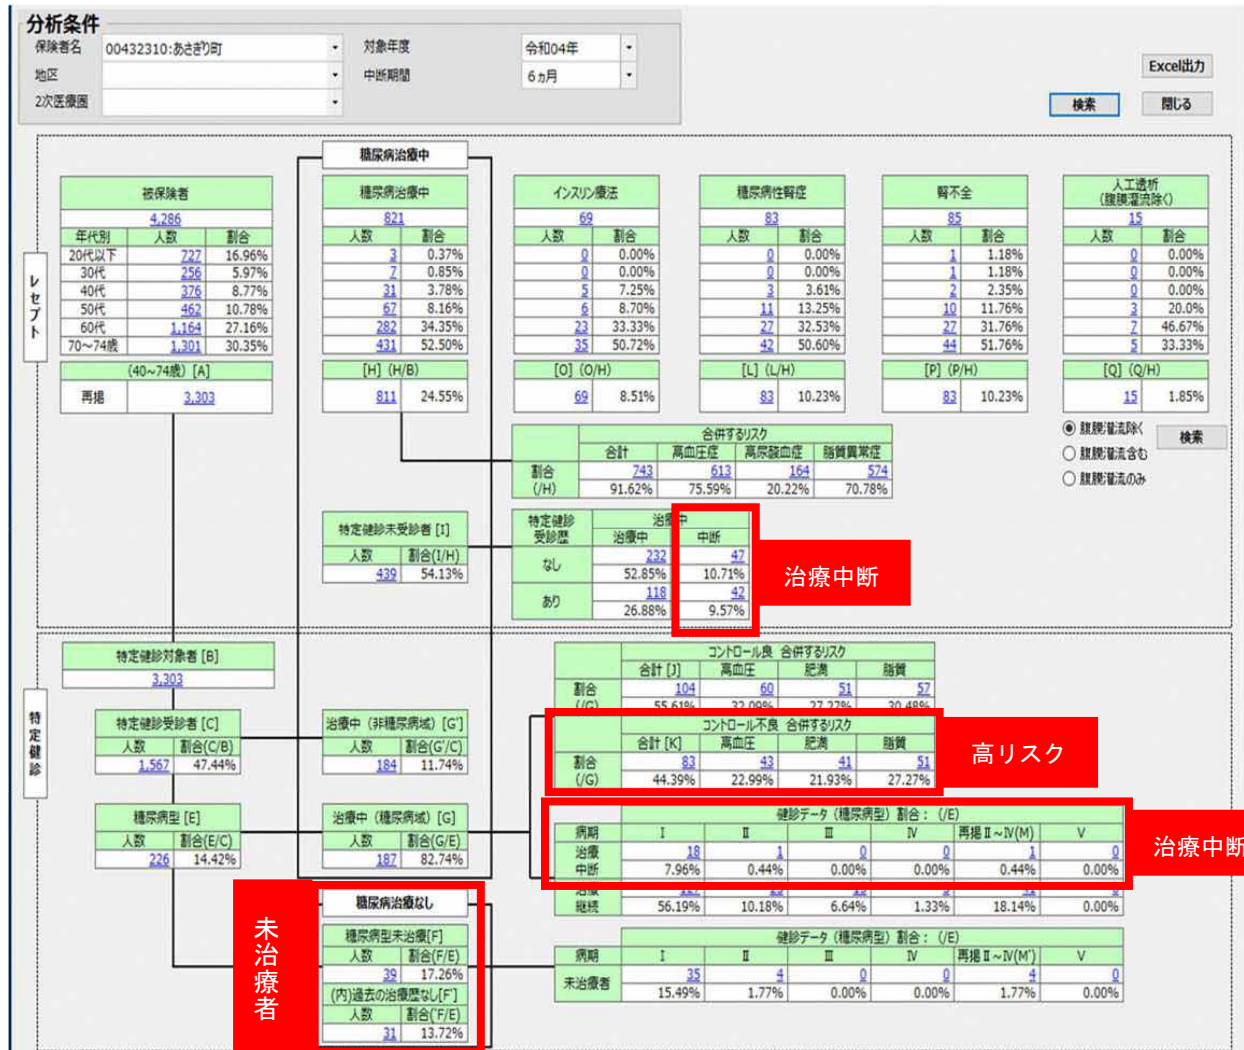 分析条件
保険者名 00432310:あさぎり町 対象年度 令和04年
地区 中断期間 6ヵ月
2次医療圏
Excel出力
検索 閉じる
レセプト
糖尿病治療中
被保険者
4,286
年代別 人数 割合
20代以下 727 16.96%
30代 256 5.97%
40代 376 8.77%
50代 462 10.78%
60代 1,164 27.16%
70～74歳 1,301 30.35%
(40～74歳) [A]
再掲 3,303
糖尿病治療中
821
人数 割合
3 0.37%
7 0.85%
31 3.78%
67 8.16%
282 34.35%
431 52.50%
[H] (H/B)
811 24.55%
インスリン療法
69
人数 割合
0 0.00%
0 0.00%
5 7.25%
6 8.70%
23 33.33%
35 50.72%
[O] (O/H)
69 8.51%
糖尿病性腎症
83
人数 割合
0 0.00%
0 0.00%
3 3.61%
11 13.25%
27 32.53%
42 50.60%
[L] (L/H)
83 10.23%
腎不全
85
人数 割合
1 1.18%
1 1.18%
2 2.35%
10 11.76%
27 31.76%
44 51.76%
[P] (P/H)
83 10.23%
人工透析
(腹膜灌流除く)
15
人数 割合
0 0.00%
0 0.00%
0 0.00%
3 20.0%
7 46.67%
5 33.33%
[Q] (Q/H)
15 1.85%
腹膜灌流除く 検索
腹膜灌流含む
腹膜灌流のみ
合併するリスク
合計 高血圧症 高尿酸血症 脂質異常症
割合 743 613 164 574
(/H) 91.62% 75.59% 20.22% 70.78%
特定健診未受診者 [I]
人数 割合(I/H)
439 54.13%
特定健診 治療中
受診歴 治療中 中断
なし 232 47
52.85% 10.71%
あり 118 42
26.88% 9.57%
治療中断
特定健診
特定健診対象者 [B]
3,303
特定健診受診者 [C]
人数 割合(C/B)
1,567 47.44%
糖尿病型 [E]
人数 割合(E/C)
226 14.42%
治療中（非糖尿病域）[G']
人数 割合(G'/C)
184 11.74%
治療中（糖尿病域）[G]
人数 割合(G/E)
187 82.74%
コントロール良 合併するリスク
合計 [J] 高血圧 肥満 脂質
割合 104 60 51 57
(/G) 55.61% 32.09% 27.27% 30.48%
コントロール不良 合併するリスク
合計 [K] 高血圧 肥満 脂質
割合 83 43 41 51
(/G) 44.39% 22.99% 21.93% 27.27%
高リスク
健診データ（糖尿病型）割合：（/E）
病期 I II III IV 再掲 II～IV(M) V
治療 18 1 0 0 1 0
中断 7.96% 0.44% 0.00% 0.00% 0.44% 0.00%
継続 56.19% 10.18% 6.64% 1.33% 18.14% 0.00%
治療中断
糖尿病治療なし
糖尿病型未治療[F]
人数 割合(F/E)
39 17.26%
(内)過去の治療歴なし[F']
人数 割合('F/E)
31 13.72%
未治療者
健診データ（糖尿病型）割合：（/E）
病期 I II III IV 再掲 II～IV(M') V
未治療者 35 4 0 0 4 0
15.49% 1.77% 0.00% 0.00% 1.77% 0.00%